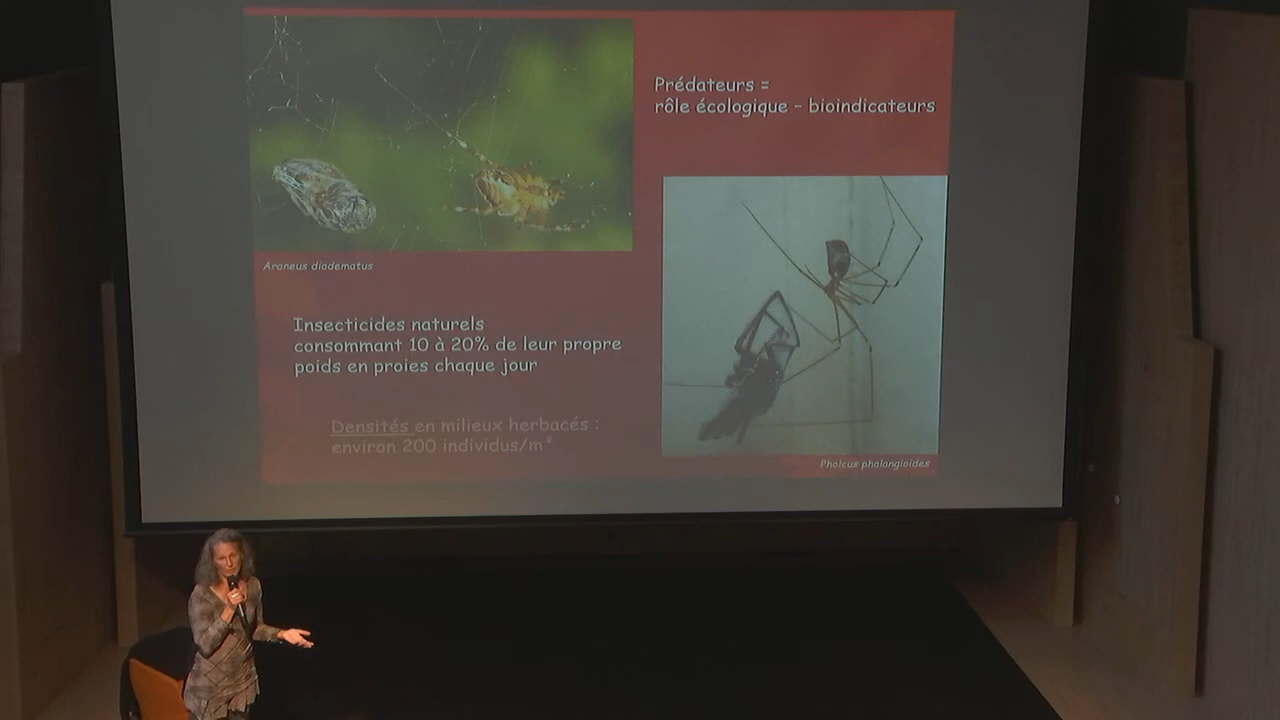 Prédateurs =
rôle écologique - bioindicateurs
Araneus diadematus
Insecticides naturels
consommant 10 à 20% de leur propre
poids en proies chaque jour
Densités en milieux herbacés :
environ 200 individus/m²
Pholcus phalangioides